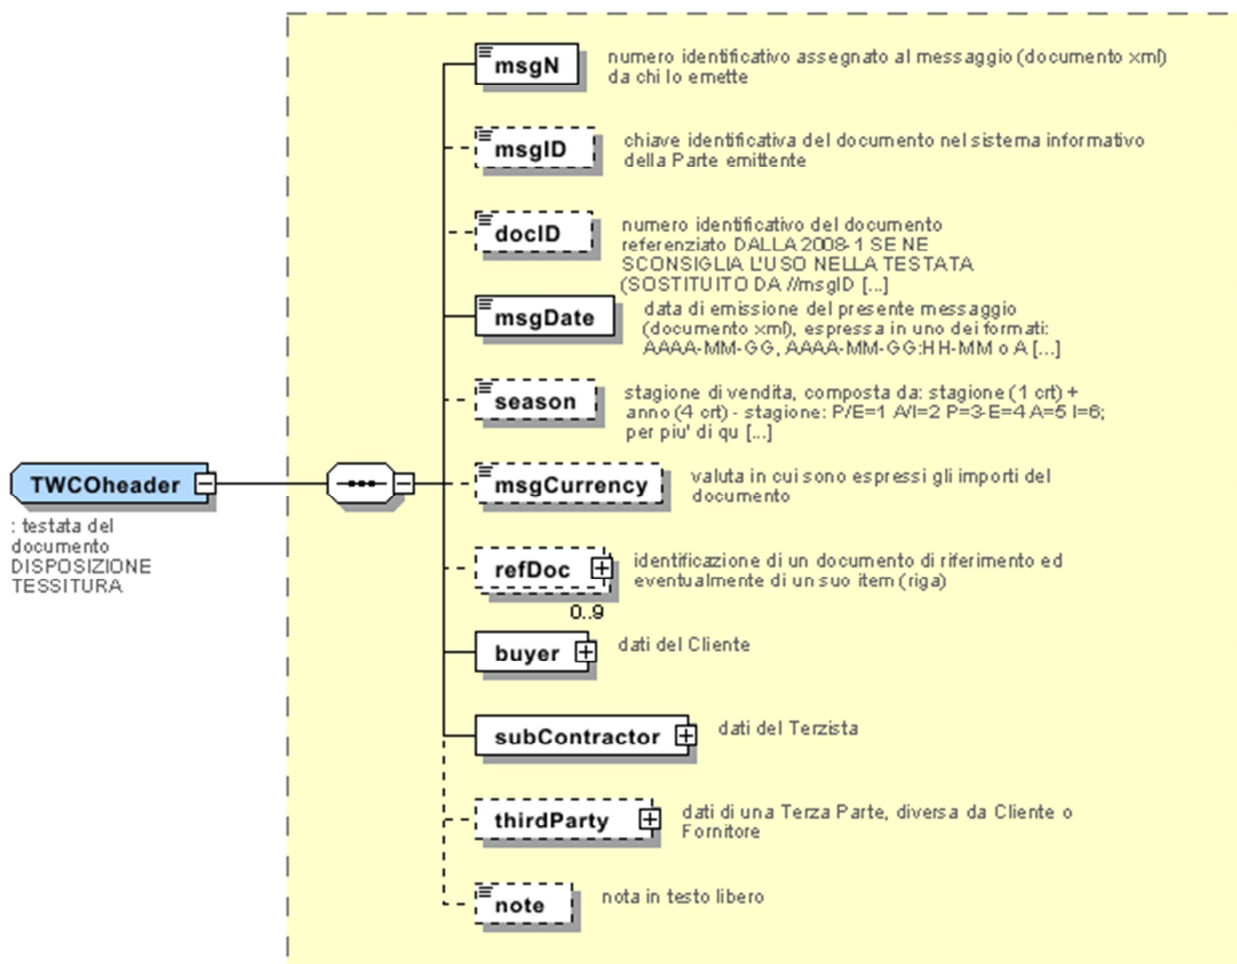 msgN
numero identificativo assegnato al messaggio (documento xml)
da chi lo emette
msgID
chiave identificativa del documento nel sistema informativo
della Parte emittente
docID
numero identificativo del documento
referenziato DALLA 2008-1 SE NE
SCONSIGLIA L'USO NELLA TESTATA
(SOSTITUITO DA //msgID [...]
msgDate
data di emissione del presente messaggio
(documento xml), espressa in uno dei formati:
AAAA-MM-GG, AAAA-MM-GG:HH-MM o A [...]
season
stagione di vendita, composta da: stagione (1 crt) +
anno (4 crt) - stagione: P/E=1 A/I=2 P=3 E=4 A=5 I=6;
per piu' di qu [...]
TWCOheader
: testata del
documento
DISPOSIZIONE
TESSITURA
msgCurrency
valuta in cui sono espressi gli importi del
documento
refDoc
identificazione di un documento di riferimento ed
eventualmente di un suo item (riga)
0..9
buyer
dati del Cliente
subContractor
dati del Terzista
thirdParty
dati di una Terza Parte, diversa da Cliente o
Fornitore
note
nota in testo libero